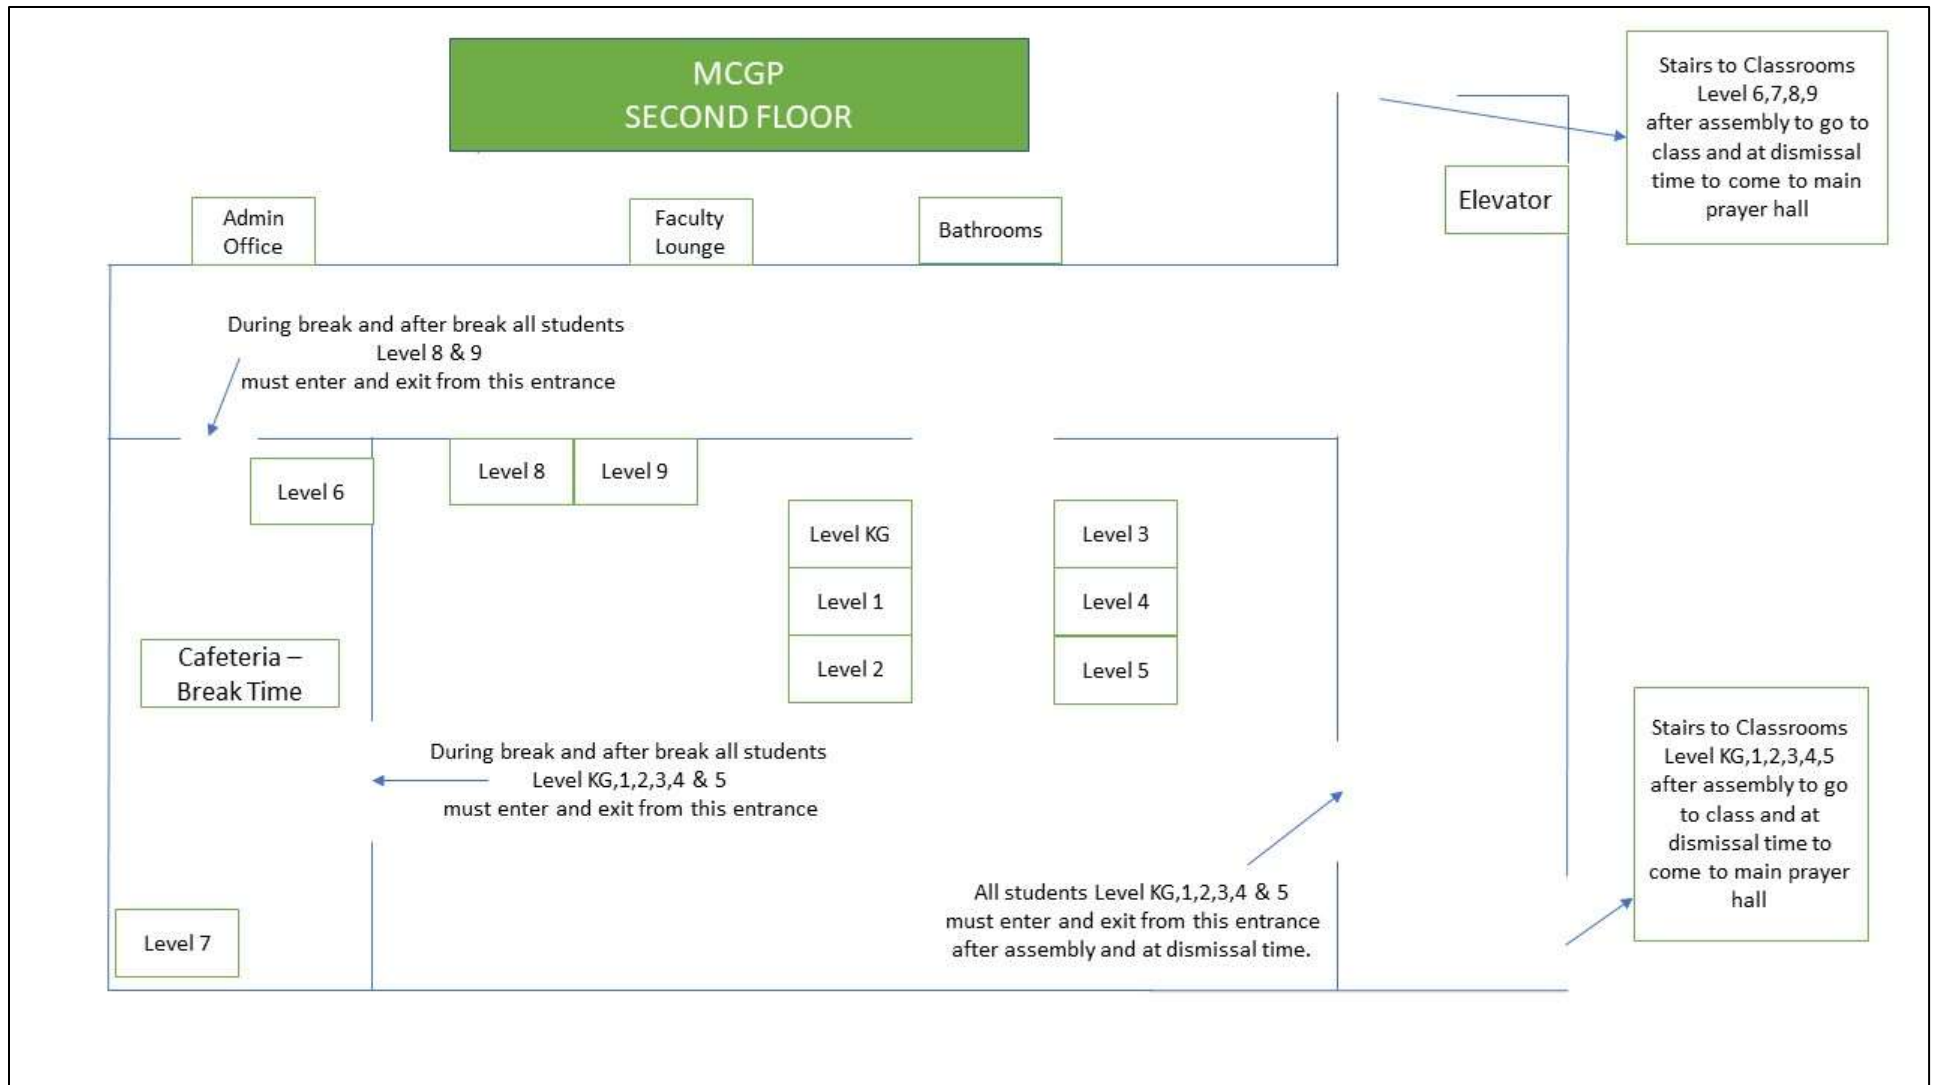 MCGP
SECOND FLOOR
Stairs to Classrooms
Level 6,7,8,9
after assembly to go to
class and at dismissal
time to come to main
prayer hall
Elevator
Admin
Office
Faculty
Lounge
Bathrooms
During break and after break all students
Level 8 & 9
must enter and exit from this entrance
Level 6
Level 8
Level 9
Level KG
Level 1
Level 2
Level 3
Level 4
Level 5
Cafeteria –
Break Time
During break and after break all students
Level KG,1,2,3,4 & 5
must enter and exit from this entrance
Stairs to Classrooms
Level KG,1,2,3,4,5
after assembly to go
to class and at
dismissal time to
come to main prayer
hall
All students Level KG,1,2,3,4 & 5
must enter and exit from this entrance
after assembly and at dismissal time.
Level 7